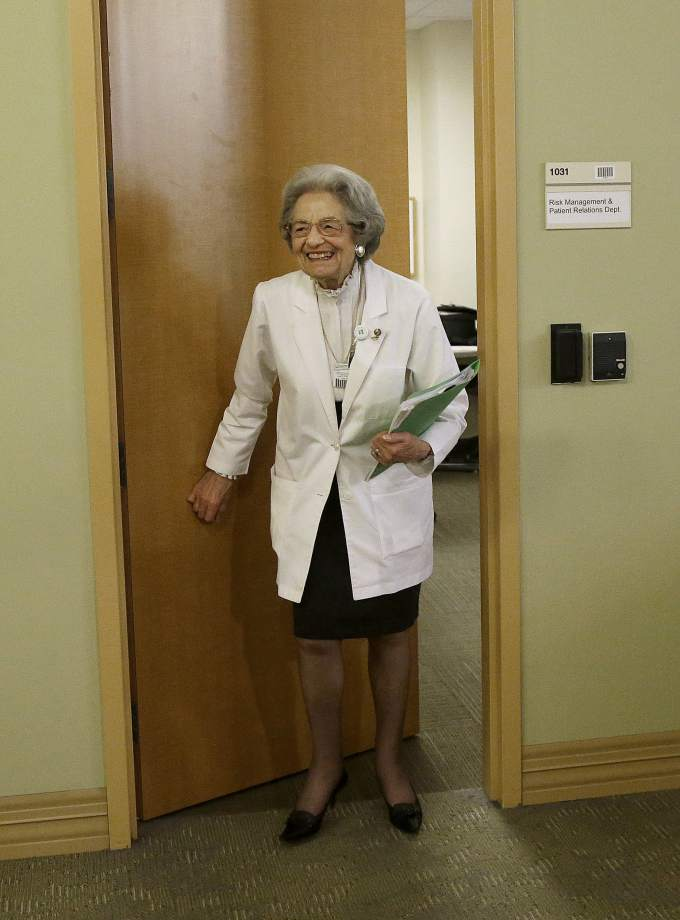 1031
Risk Management &
Patient Relations Dept.